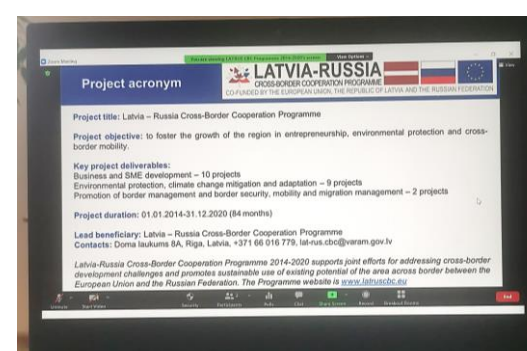 Zoom Meeting
View Options
Project acronym
LATVIA-RUSSIA
CROSS-BORDER COOPERATION PROGRAMME
CO-FUNDED BY THE EUROPEAN UNION, THE REPUBLIC OF LATVIA AND THE RUSSIAN FEDERATION
Project title: Latvia – Russia Cross-Border Cooperation Programme
Project objective: to foster the growth of the region in entrepreneurship, environmental protection and cross-
border mobility.
Key project deliverables:
Business and SME development – 10 projects
Environmental protection, climate change mitigation and adaptation – 9 projects
Promotion of border management and border security, mobility and migration management – 2 projects
Project duration: 01.01.2014-31.12.2020 (84 months)
Lead beneficiary: Latvia – Russia Cross-Border Cooperation Programme
Contacts: Doma laukums 8A, Riga, Latvia, +371 66 016 779, lat-rus.cbc@varam.gov.lv
Latvia-Russia Cross-Border Cooperation Programme 2014-2020 supports joint efforts for addressing cross-border
development challenges and promotes sustainable use of existing potential of the area across border between the
European Union and the Russian Federation. The Programme website is www.latruscbc.eu
Unmute Start Video Security Participants Polls Chat Share Screen Record Breakout Rooms End